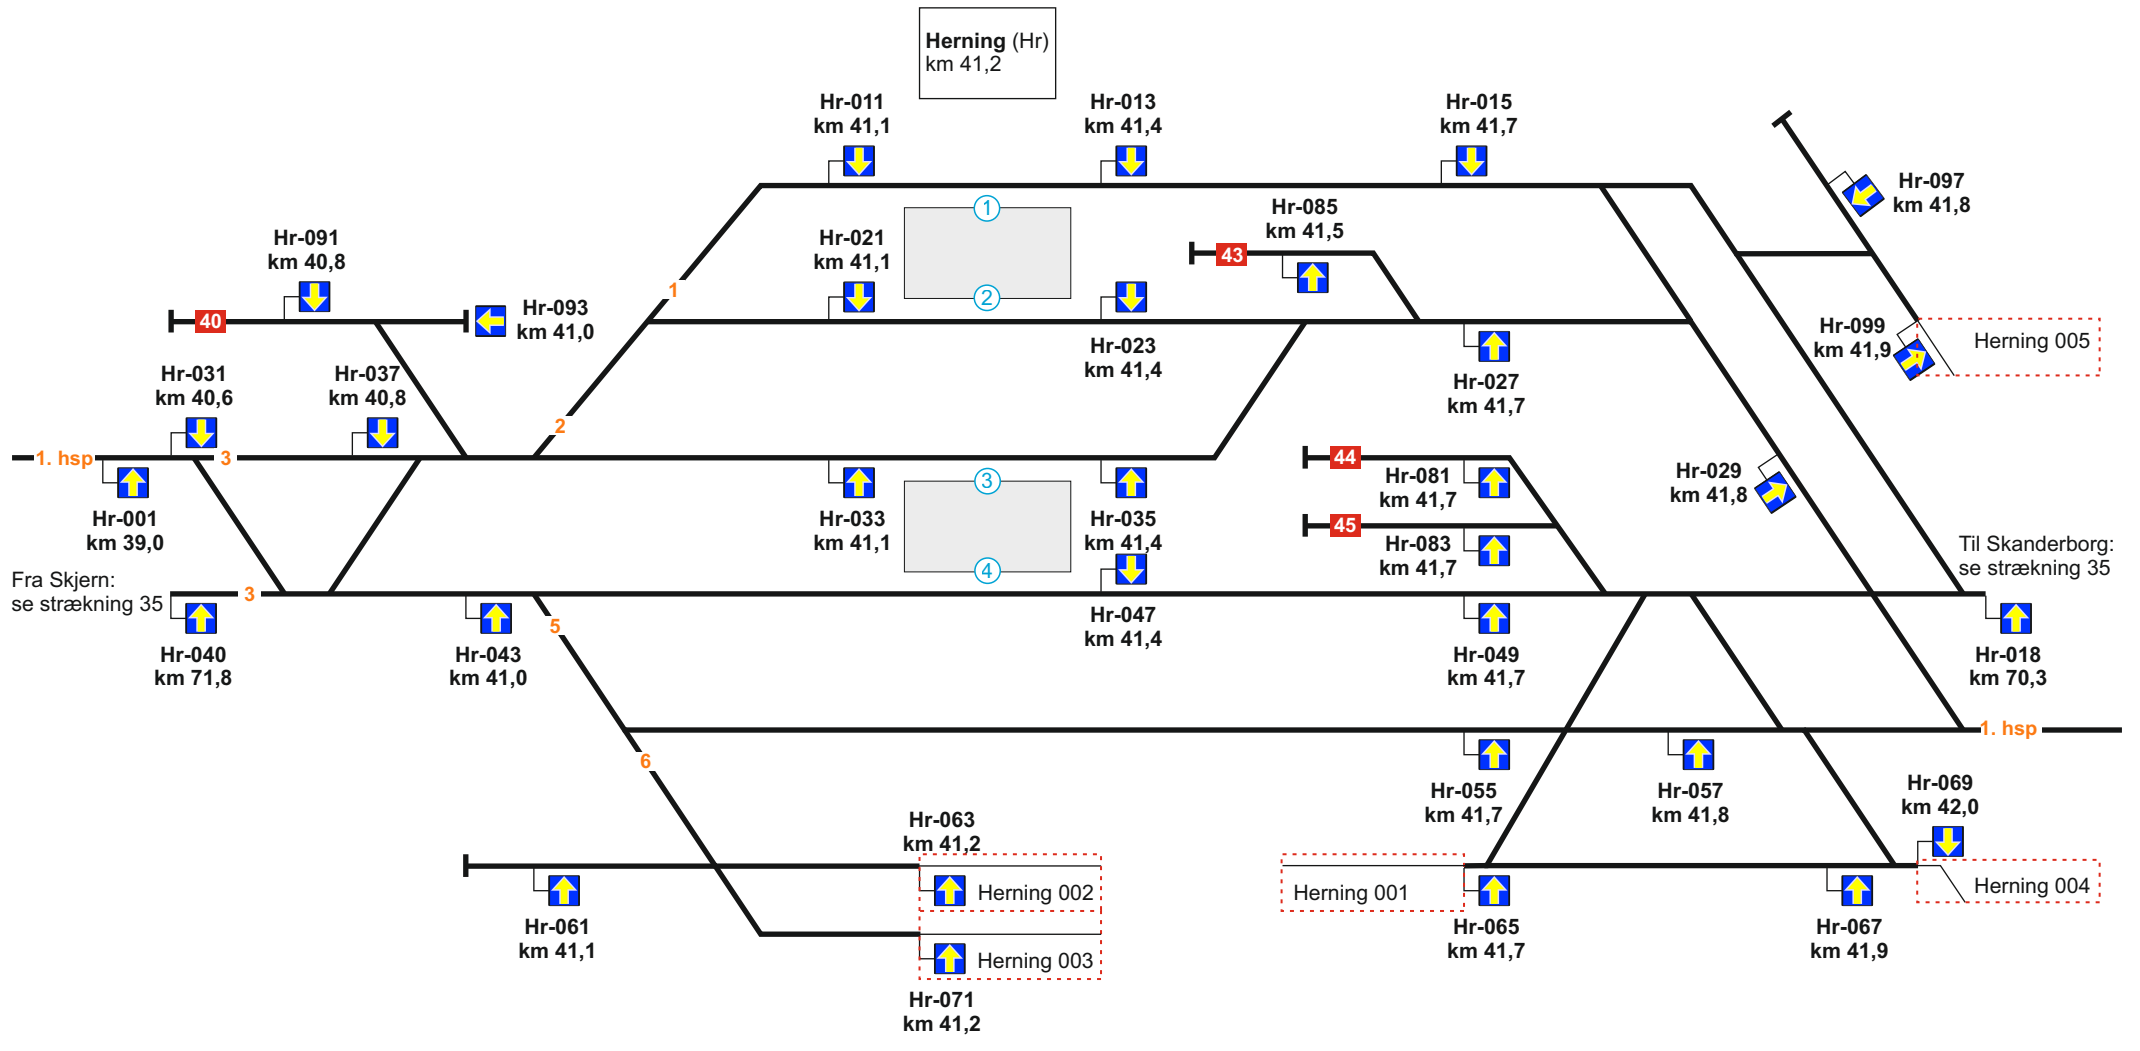 Herning (Hr)
km 41,2
Hr-011
km 41,1
Hr-013
km 41,4
Hr-015
km 41,7
Hr-097
km 41,8
1
Hr-085
km 41,5
Hr-091
km 40,8
Hr-021
km 41,1
43
1
2
40
Hr-093
km 41,0
Hr-099
km 41,9
Herning 005
Hr-023
km 41,4
Hr-027
km 41,7
Hr-031
km 40,6
Hr-037
km 40,8
2
1. hsp
3
44
Hr-081
km 41,7
Hr-029
km 41,8
3
Hr-001
km 39,0
Hr-033
km 41,1
Hr-035
km 41,4
45
Hr-083
km 41,7
Til Skanderborg:
se strækning 35
4
Fra Skjern:
se strækning 35
3
Hr-047
km 41,4
5
Hr-040
km 71,8
Hr-043
km 41,0
Hr-049
km 41,7
Hr-018
km 70,3
1. hsp
6
Hr-055
km 41,7
Hr-057
km 41,8
Hr-069
km 42,0
Hr-063
km 41,2
Herning 002
Herning 001
Herning 004
Hr-061
km 41,1
Hr-065
km 41,7
Hr-067
km 41,9
Herning 003
Hr-071
km 41,2